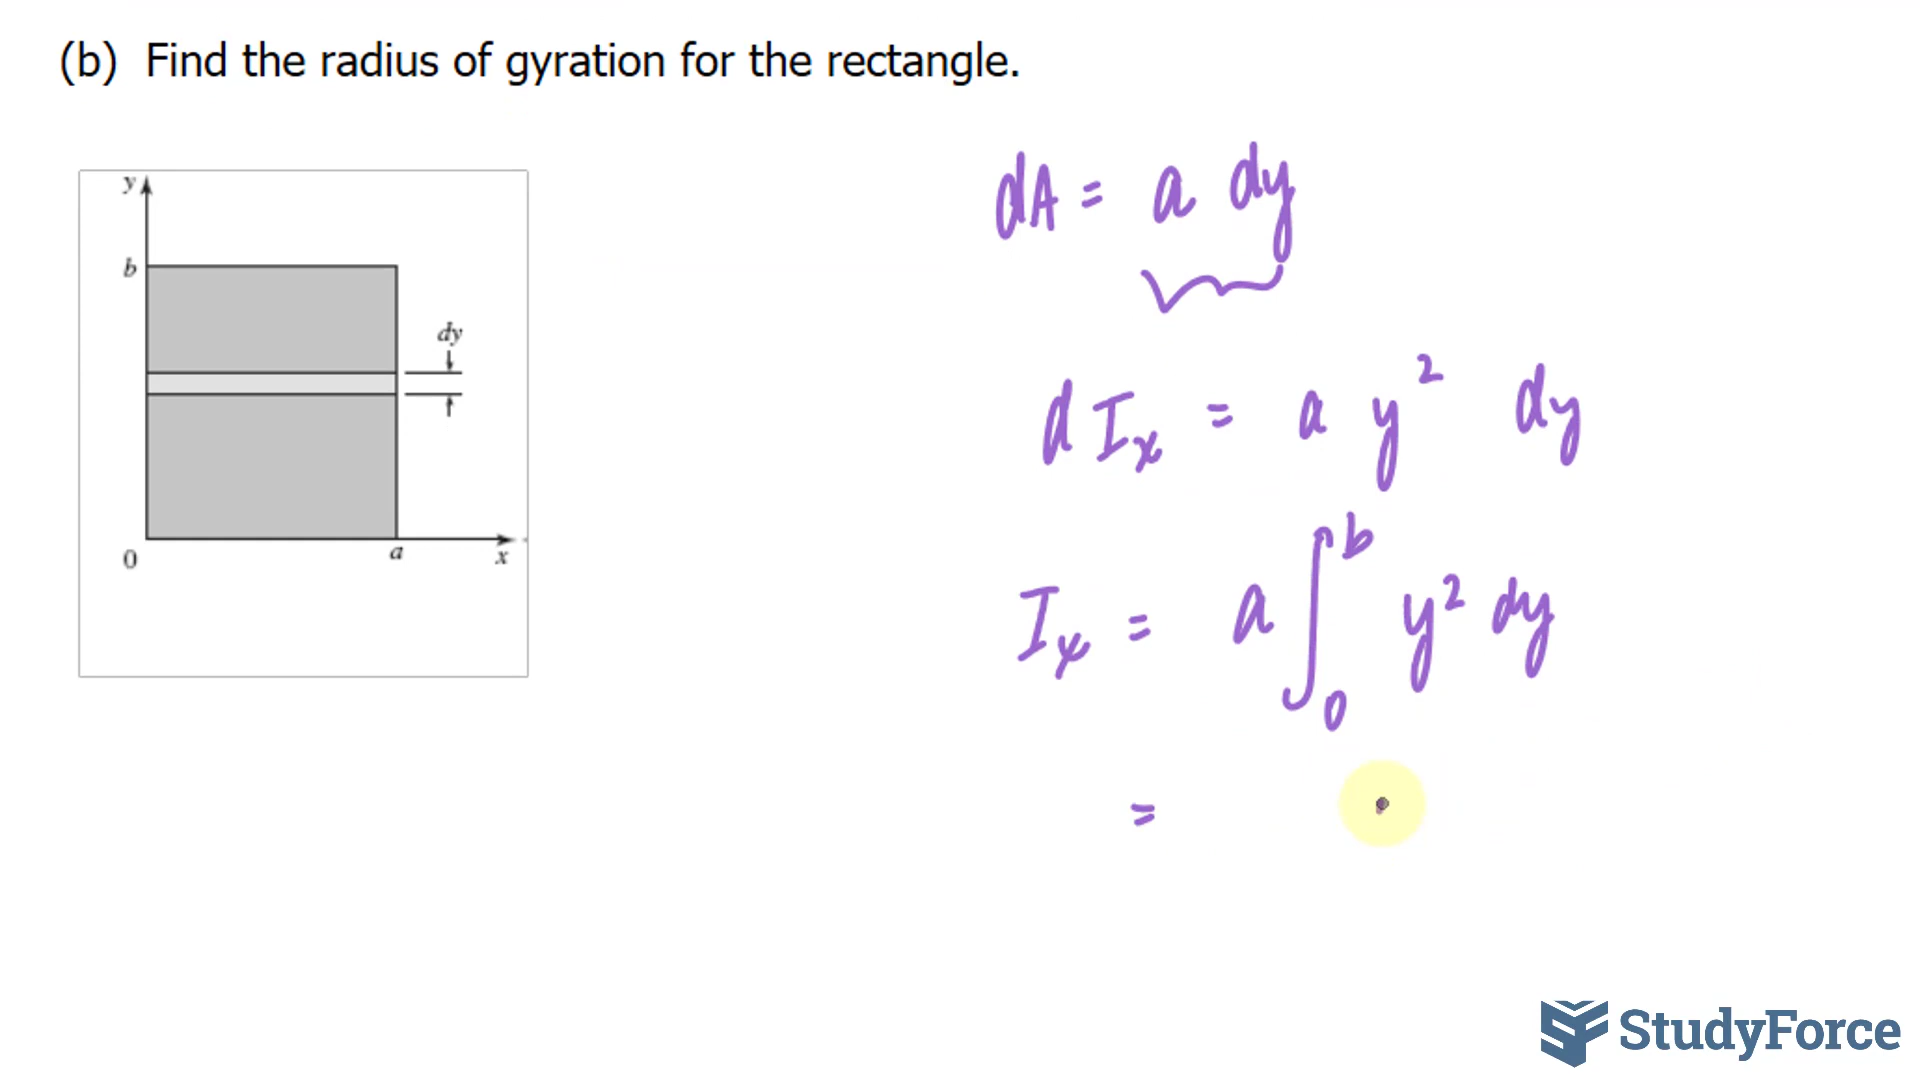 (b) Find the radius of gyration for the rectangle.
y
b
dy
0
a
x
dA = a dy
d Iₓ = a y² dy
Iₓ = a ∫₀ᵇ y² dy
=
StudyForce